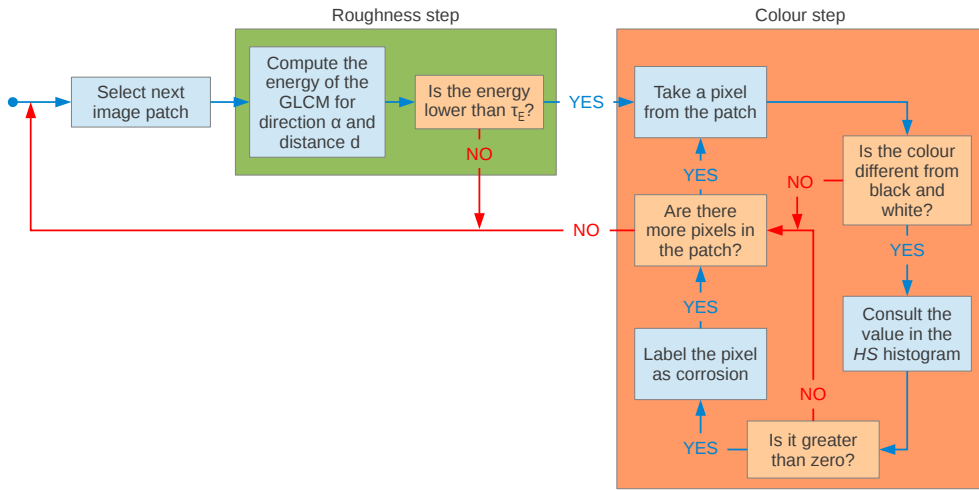 Roughness step
Colour step
Select next
image patch
Compute the
energy of the
GLCM for
direction α and
distance d
Is the energy
lower than τE?
YES
NO
Take a pixel
from the patch
Is the colour
different from
black and
white?
NO
YES
YES
Are there
more pixels in
the patch?
NO
YES
Consult the
value in the
HS histogram
Label the pixel
as corrosion
NO
YES
Is it greater
than zero?